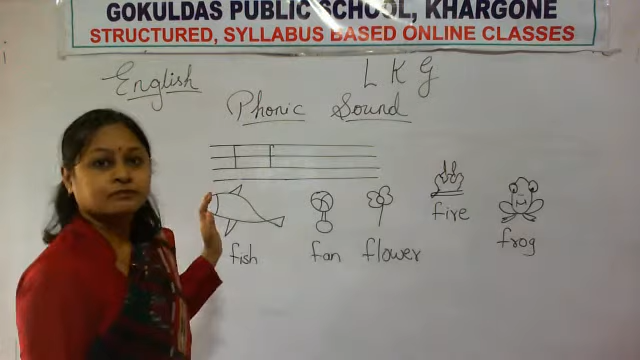 GOKULDAS PUBLIC SCHOOL, KHARGONE
STRUCTURED, SYLLABUS BASED ONLINE CLASSES
English
LKG
Phonic Sound
fish fan flower fire frog